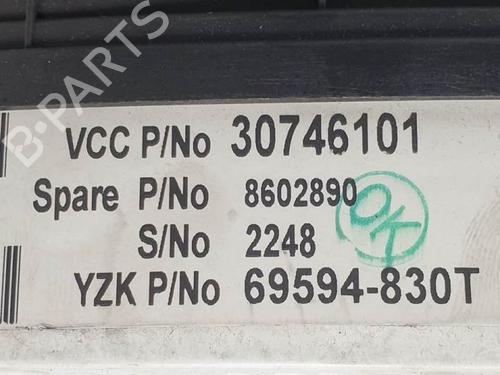 VCC P/No 30746101
Spare P/No 8602890
OK
S/No 2248
YZK P/No 69594-830T
B-PARTS